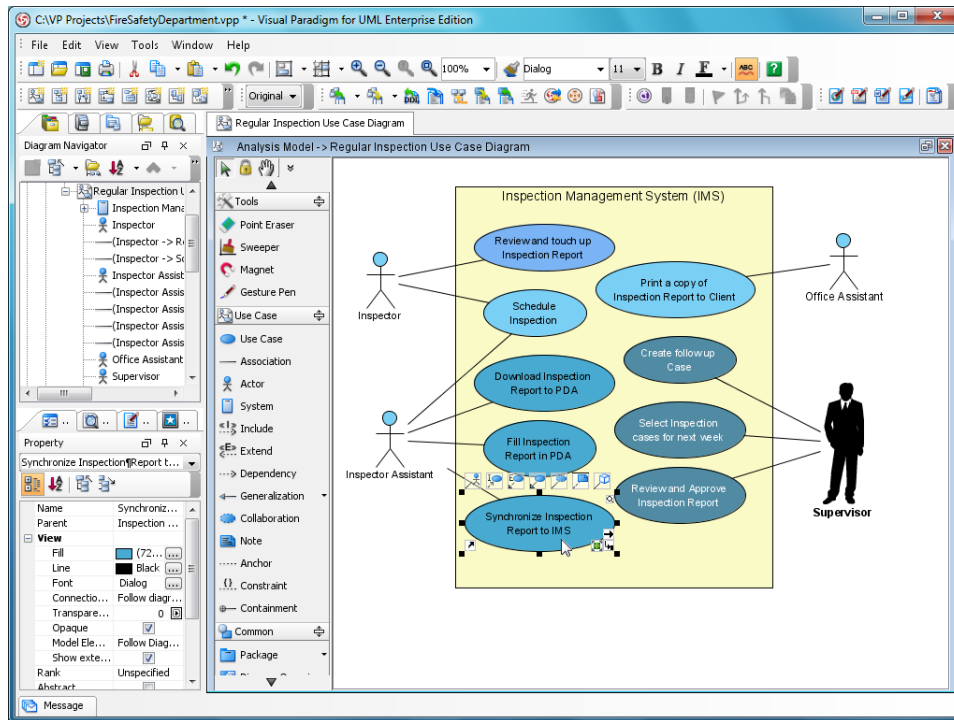 C:\VP Projects\FireSafetyDepartment.vpp * - Visual Paradigm for UML Enterprise Edition
File Edit View Tools Window Help
100% Dialog 11 B I F ABC ?
Original DDL
Regular Inspection Use Case Diagram
Diagram Navigator
Analysis Model -> Regular Inspection Use Case Diagram
Regular Inspection U
Inspection Mana
Inspector
(Inspector -> R
(Inspector -> S
Inspector Assist
(Inspector Assis
(Inspector Assis
(Inspector Assis
(Inspector Assis
Office Assistant
Supervisor
Property
Synchronize Inspection¶Report t...
Name Synchroniz...
Parent Inspection ...
View
Fill (72... ...
Line Black ...
Font Dialog ...
Connectio... Follow diagr...
Transpare... 0
Opaque
Model Ele... Follow Diag...
Show exte...
Rank Unspecified
Abstract
Message
Tools
Point Eraser
Sweeper
Magnet
Gesture Pen
Use Case
Use Case
Association
Actor
System
Include
Extend
Dependency
Generalization
Collaboration
Note
Anchor
Constraint
Containment
Common
Package
Inspection Management System (IMS)
Review and touch up
Inspection Report
Print a copy of
Inspection Report to Client
Office Assistant
Inspector
Schedule
Inspection
Create follow up
Case
Download Inspection
Report to PDA
Select Inspection
cases for next week
Fill Inspection
Report in PDA
Inspector Assistant
Review and Approve
Inspection Report
Supervisor
Synchronize Inspection
Report to IMS